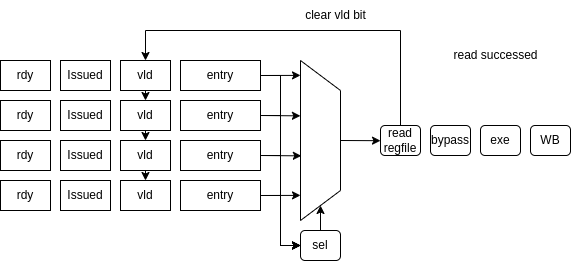 clear vld bit
read successed
rdy Issued vld entry
rdy Issued vld entry
read
regfile
bypass exe WB
rdy Issued vld entry
rdy Issued vld entry
sel